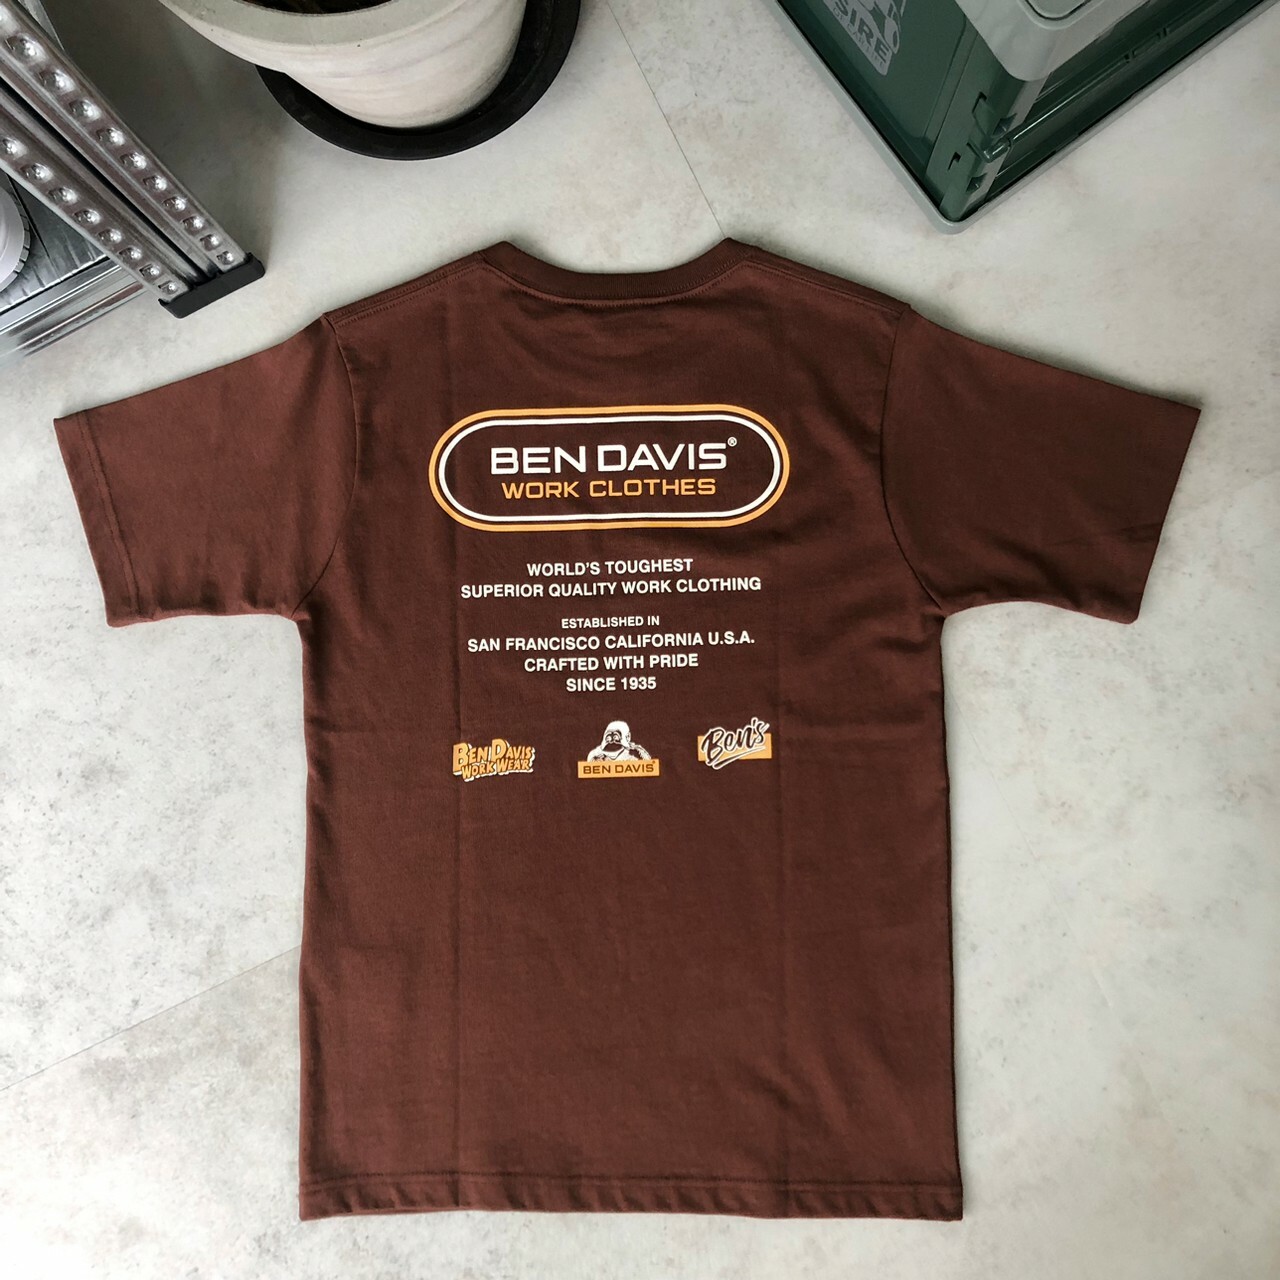 SIRE
BEN DAVIS®
WORK CLOTHES
WORLD'S TOUGHEST
SUPERIOR QUALITY WORK CLOTHING
ESTABLISHED IN
SAN FRANCISCO CALIFORNIA U.S.A.
CRAFTED WITH PRIDE
SINCE 1935
BEN DAVIS
WORK WEAR
BEN DAVIS
Ben's